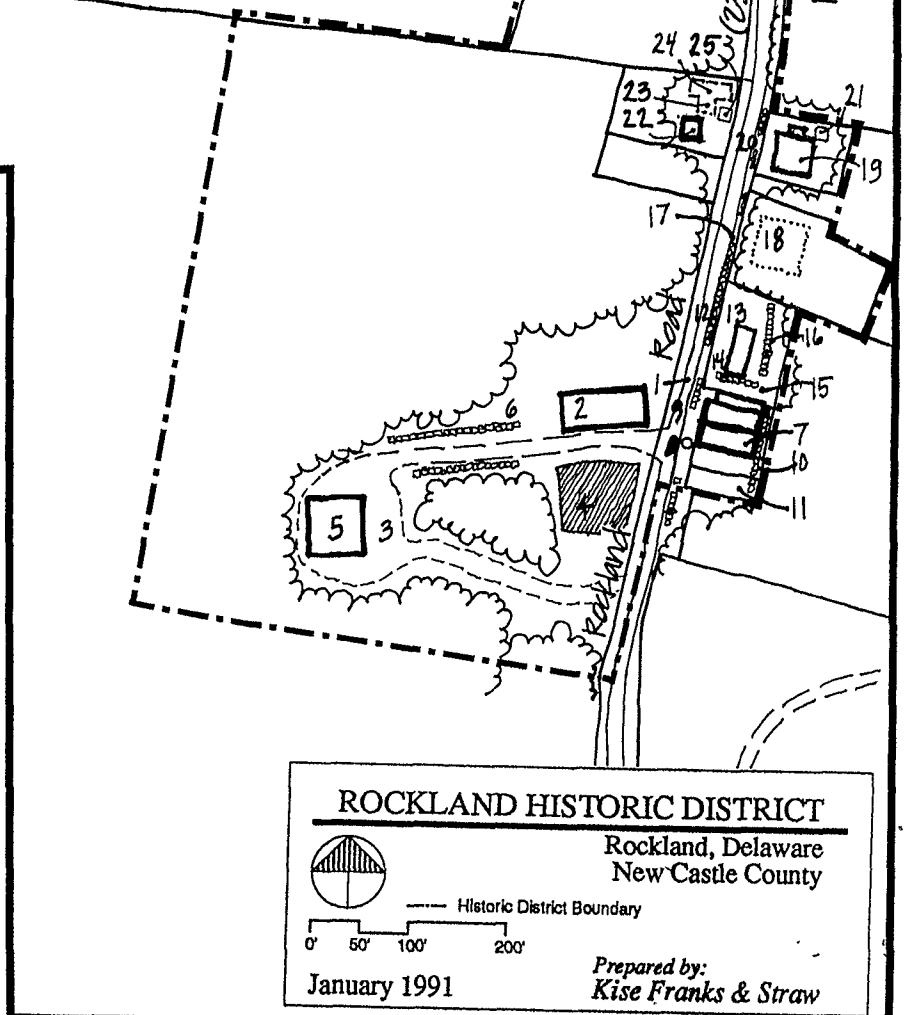 24 25
23
22
21
20
19
17
18
Road
12 13
16
14
1
15
2
6
7
10
11
4
5
3
Rockland
ROCKLAND HISTORIC DISTRICT
Rockland, Delaware
New Castle County
Historic District Boundary
0' 50' 100' 200'
January 1991
Prepared by:
Kise Franks & Straw